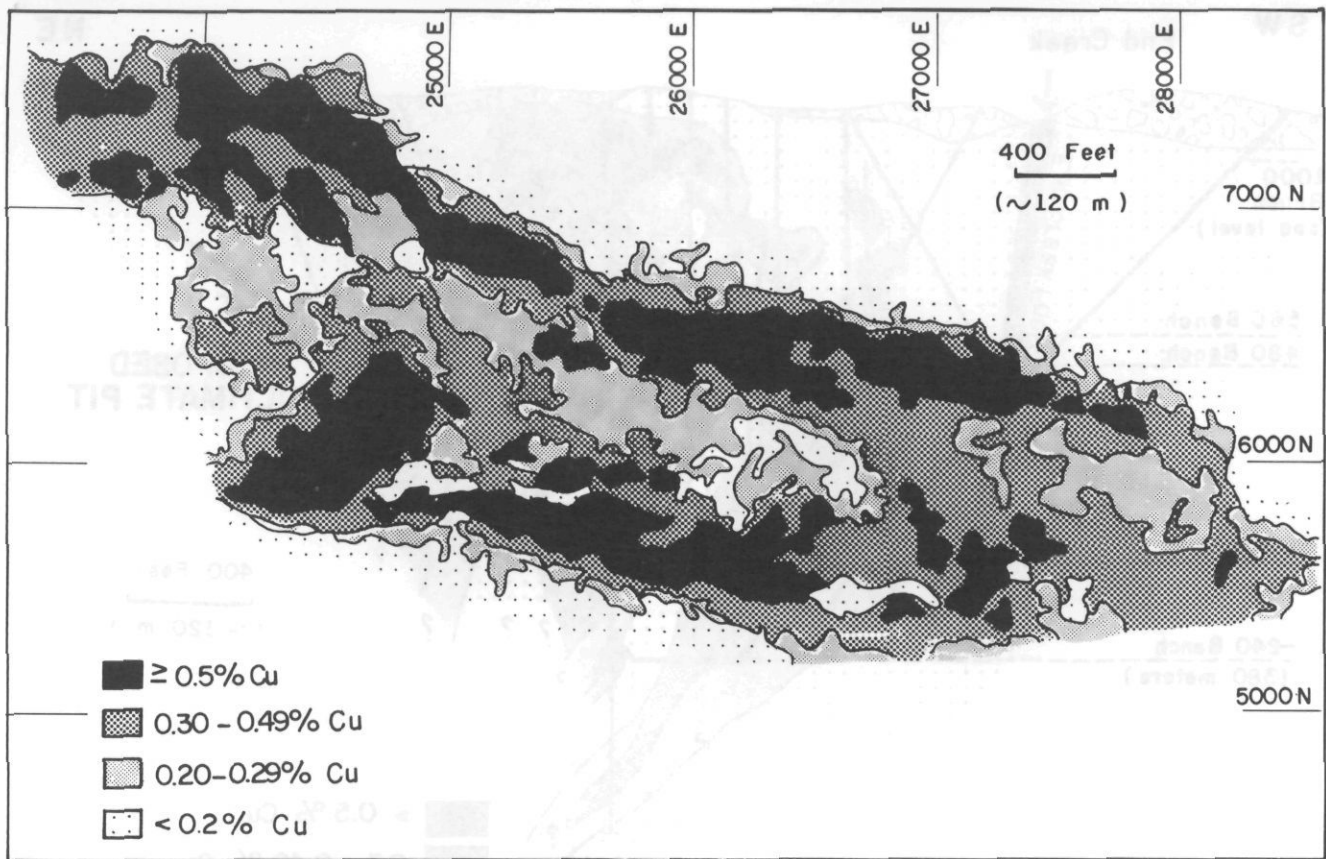 25000 E
26000 E
27000 E
28000 E
400 Feet
(~120 m)
7000 N
6000 N
5000 N
≥ 0.5% Cu
0.30 - 0.49% Cu
0.20-0.29% Cu
< 0.2% Cu